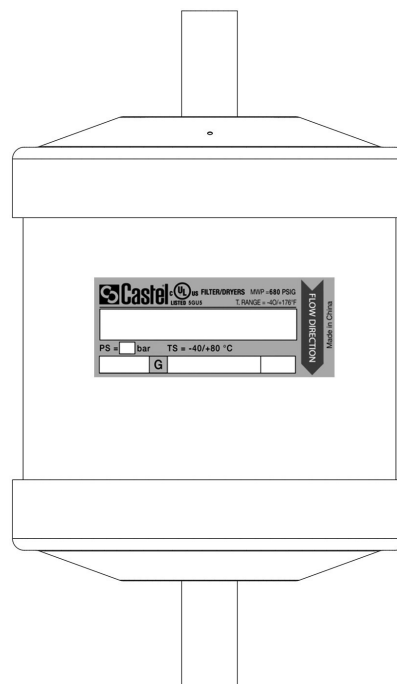 Castel c UL us FILTER/DRYERS MWP =680 PSIG
LISTED 5GU5 T. RANGE = -40/+176°F
PS = bar TS = -40/+80 °C
G
FLOW DIRECTION
Made in China